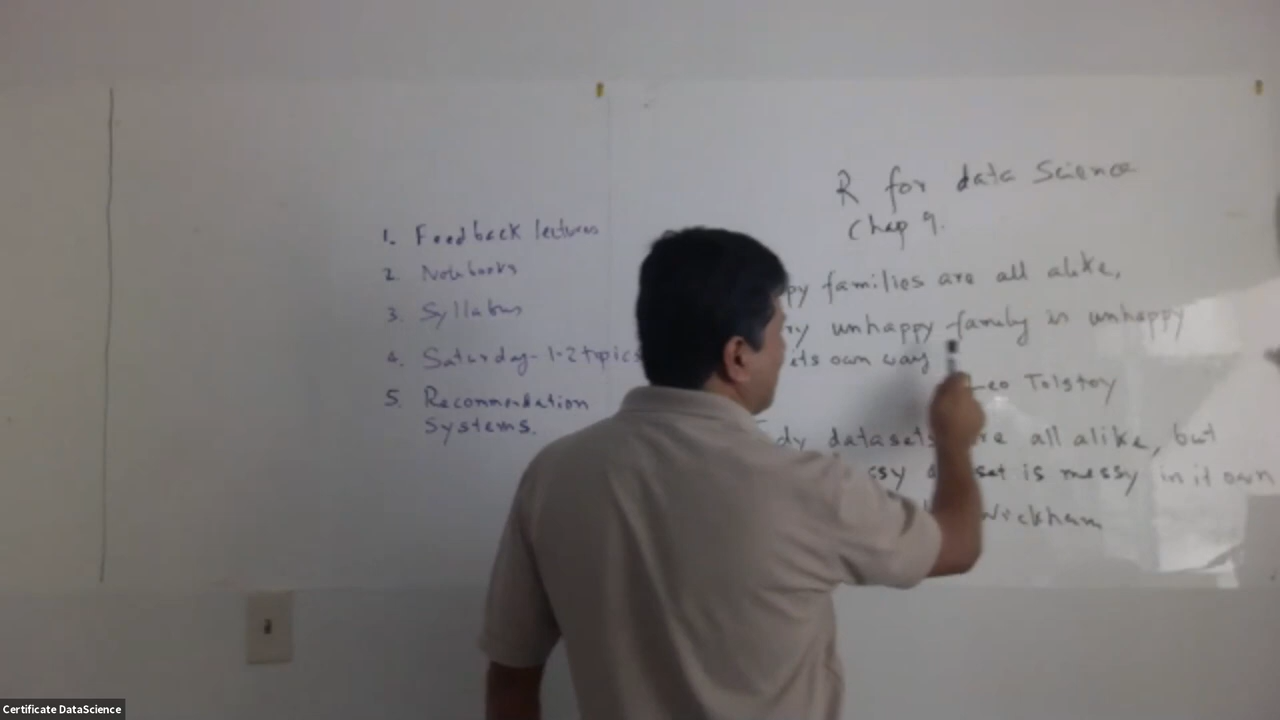 1. Feedback lectures
2. Notebooks
3. Syllabus
4. Saturday - 1-2 topics
5. Recommendation
Systems.
R for data Science
Chap 9.
py families are all alike,
ry unhappy family is unhappy
its own way
Leo Tolstoy
dy datasets are all alike, but
ssy set is messy in it own
Wickham
Certificate DataScience